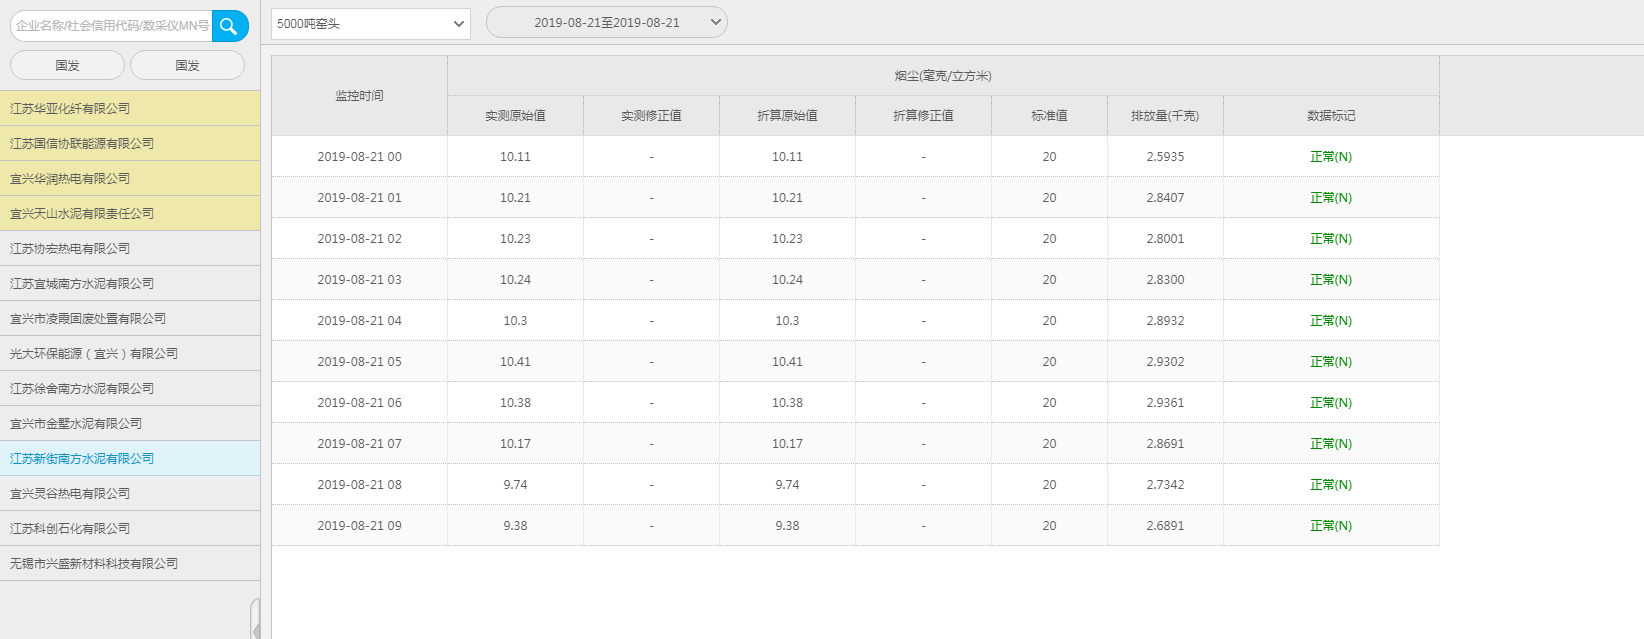 企业名称/社会信用代码/数采仪MN号
国发 国发
江苏华亚化纤有限公司
江苏国信协联能源有限公司
宜兴华润热电有限公司
宜兴天山水泥有限责任公司
江苏协宏热电有限公司
江苏宜城南方水泥有限公司
宜兴市凌霞固废处置有限公司
光大环保能源（宜兴）有限公司
江苏徐舍南方水泥有限公司
宜兴市金墅水泥有限公司
江苏新街南方水泥有限公司
宜兴灵谷热电有限公司
江苏科创石化有限公司
无锡市兴盛新材料科技有限公司
5000吨窑头 2019-08-21至2019-08-21
监控时间 烟尘(毫克/立方米)
实测原始值 实测修正值 折算原始值 折算修正值 标准值 排放量(千克) 数据标记
2019-08-21 00 10.11 - 10.11 - 20 2.5935 正常(N)
2019-08-21 01 10.21 - 10.21 - 20 2.8407 正常(N)
2019-08-21 02 10.23 - 10.23 - 20 2.8001 正常(N)
2019-08-21 03 10.24 - 10.24 - 20 2.8300 正常(N)
2019-08-21 04 10.3 - 10.3 - 20 2.8932 正常(N)
2019-08-21 05 10.41 - 10.41 - 20 2.9302 正常(N)
2019-08-21 06 10.38 - 10.38 - 20 2.9361 正常(N)
2019-08-21 07 10.17 - 10.17 - 20 2.8691 正常(N)
2019-08-21 08 9.74 - 9.74 - 20 2.7342 正常(N)
2019-08-21 09 9.38 - 9.38 - 20 2.6891 正常(N)